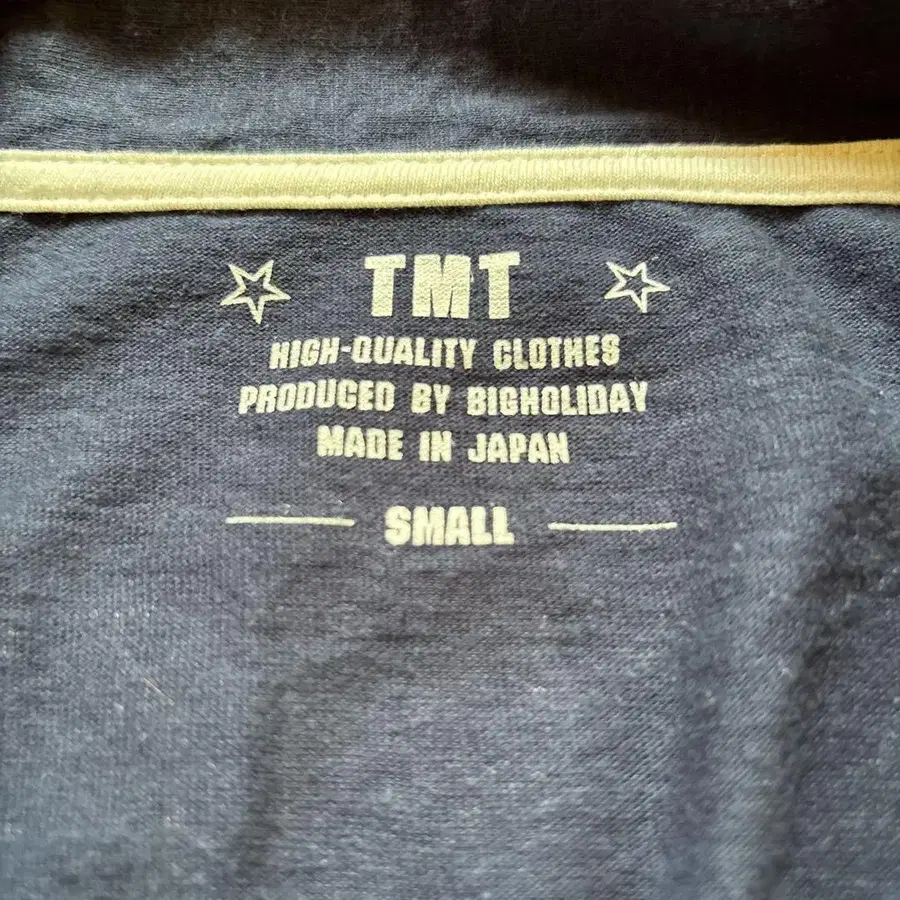 TMT
HIGH-QUALITY CLOTHES
PRODUCED BY BIGHOLIDAY
MADE IN JAPAN
SMALL